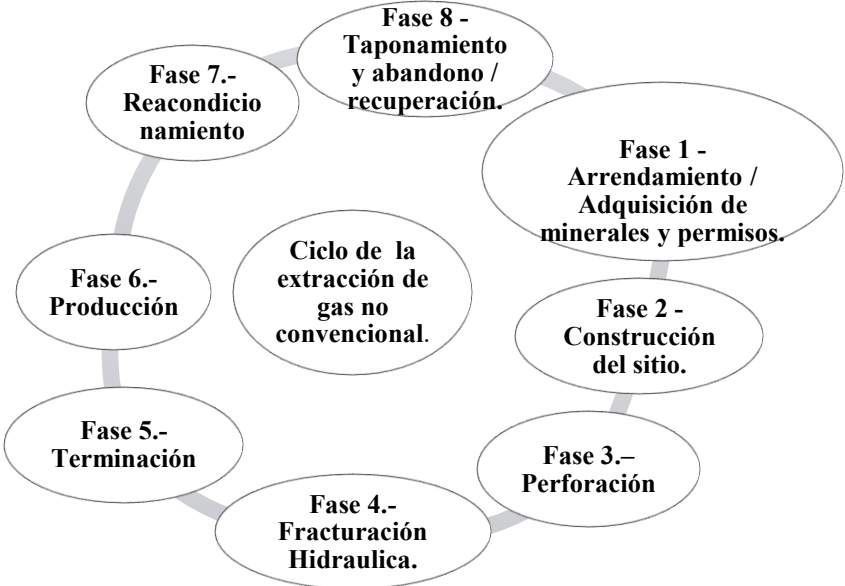 Fase 8 -
Taponamiento
y abandono /
recuperación.
Fase 7.-
Reacondicio
namiento
Fase 1 -
Arrendamiento /
Adquisición de
minerales y permisos.
Ciclo de la
extracción de
gas no
convencional.
Fase 6.-
Producción
Fase 2 -
Construcción
del sitio.
Fase 5.-
Terminación
Fase 3.–
Perforación
Fase 4.-
Fracturación
Hidraulica.